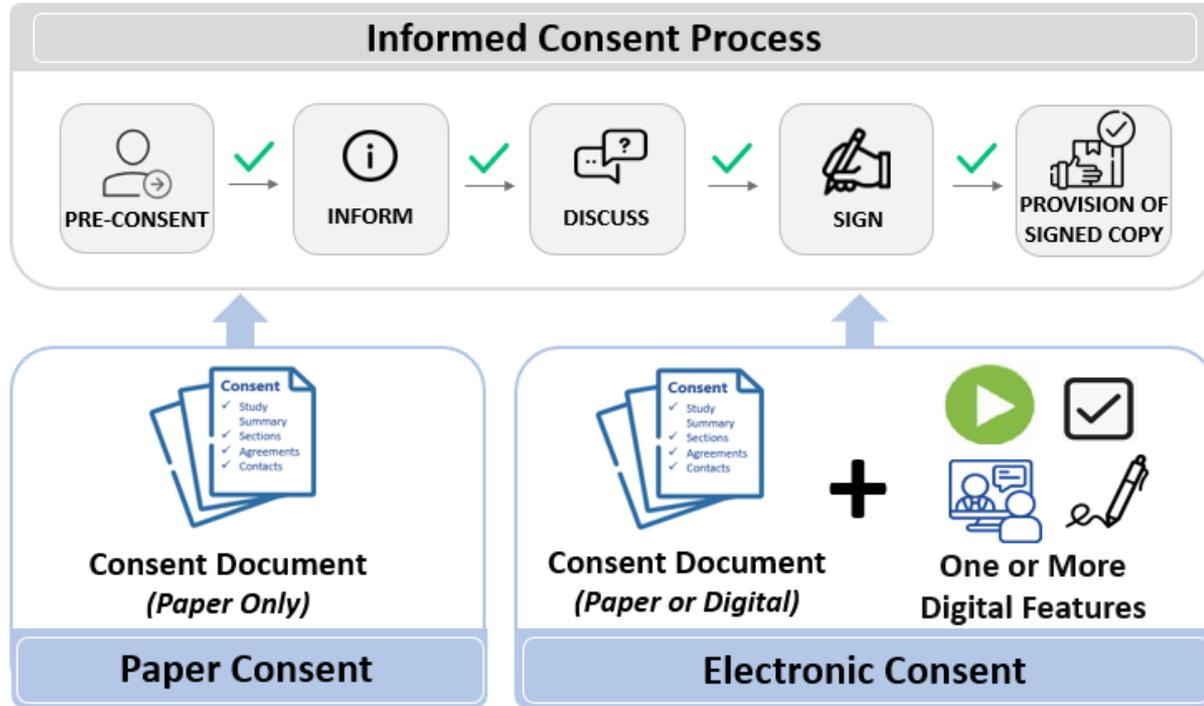 Informed Consent Process
PRE-CONSENT
INFORM
?
DISCUSS
SIGN
PROVISION OF
SIGNED COPY
Consent
✓ Study
Summary
✓ Sections
✓ Agreements
✓ Contacts
Consent Document
(Paper Only)
Paper Consent
Consent
✓ Study
Summary
✓ Sections
✓ Agreements
✓ Contacts
+
Consent Document
(Paper or Digital)
One or More
Digital Features
Electronic Consent